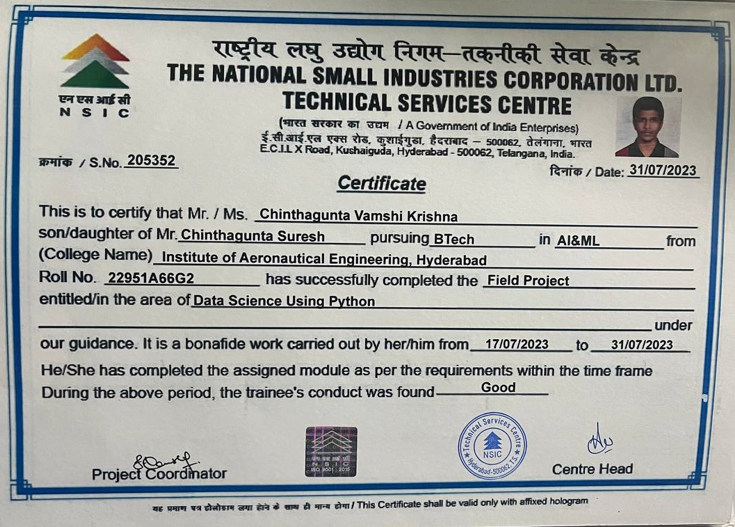 राष्ट्रीय लघु उद्योग निगम–तकनीकी सेवा केन्द्र
THE NATIONAL SMALL INDUSTRIES CORPORATION LTD.
TECHNICAL SERVICES CENTRE
एन एस आई सी
N S I C
(भारत सरकार का उद्यम / A Government of India Enterprises)
ई.सी.आई.एल एक्स रोड, कुशाईगुडा, हैदराबाद – 500062, तेलंगाना, भारत
E.C.I.L X Road, Kushaiguda, Hyderabad - 500062, Telangana, India.
क्रमांक / S.No. 205352
दिनांक / Date: 31/07/2023
Certificate
This is to certify that Mr. / Ms. Chinthagunta Vamshi Krishna
son/daughter of Mr. Chinthagunta Suresh pursuing BTech in AI&ML from
(College Name) Institute of Aeronautical Engineering, Hyderabad
Roll No. 22951A66G2 has successfully completed the Field Project
entitled/in the area of Data Science Using Python
under
our guidance. It is a bonafide work carried out by her/him from 17/07/2023 to 31/07/2023
He/She has completed the assigned module as per the requirements within the time frame
During the above period, the trainee's conduct was found Good
NSIC
ISO 9001 : 2015
Technical Services Centre
NSIC
Hyderabad-500062. T.S.
Project Coordinator
Centre Head
यह प्रमाण पत्र होलोग्राम लगा होने के साथ ही मान्य होगा / This Certificate shall be valid only with affixed hologram